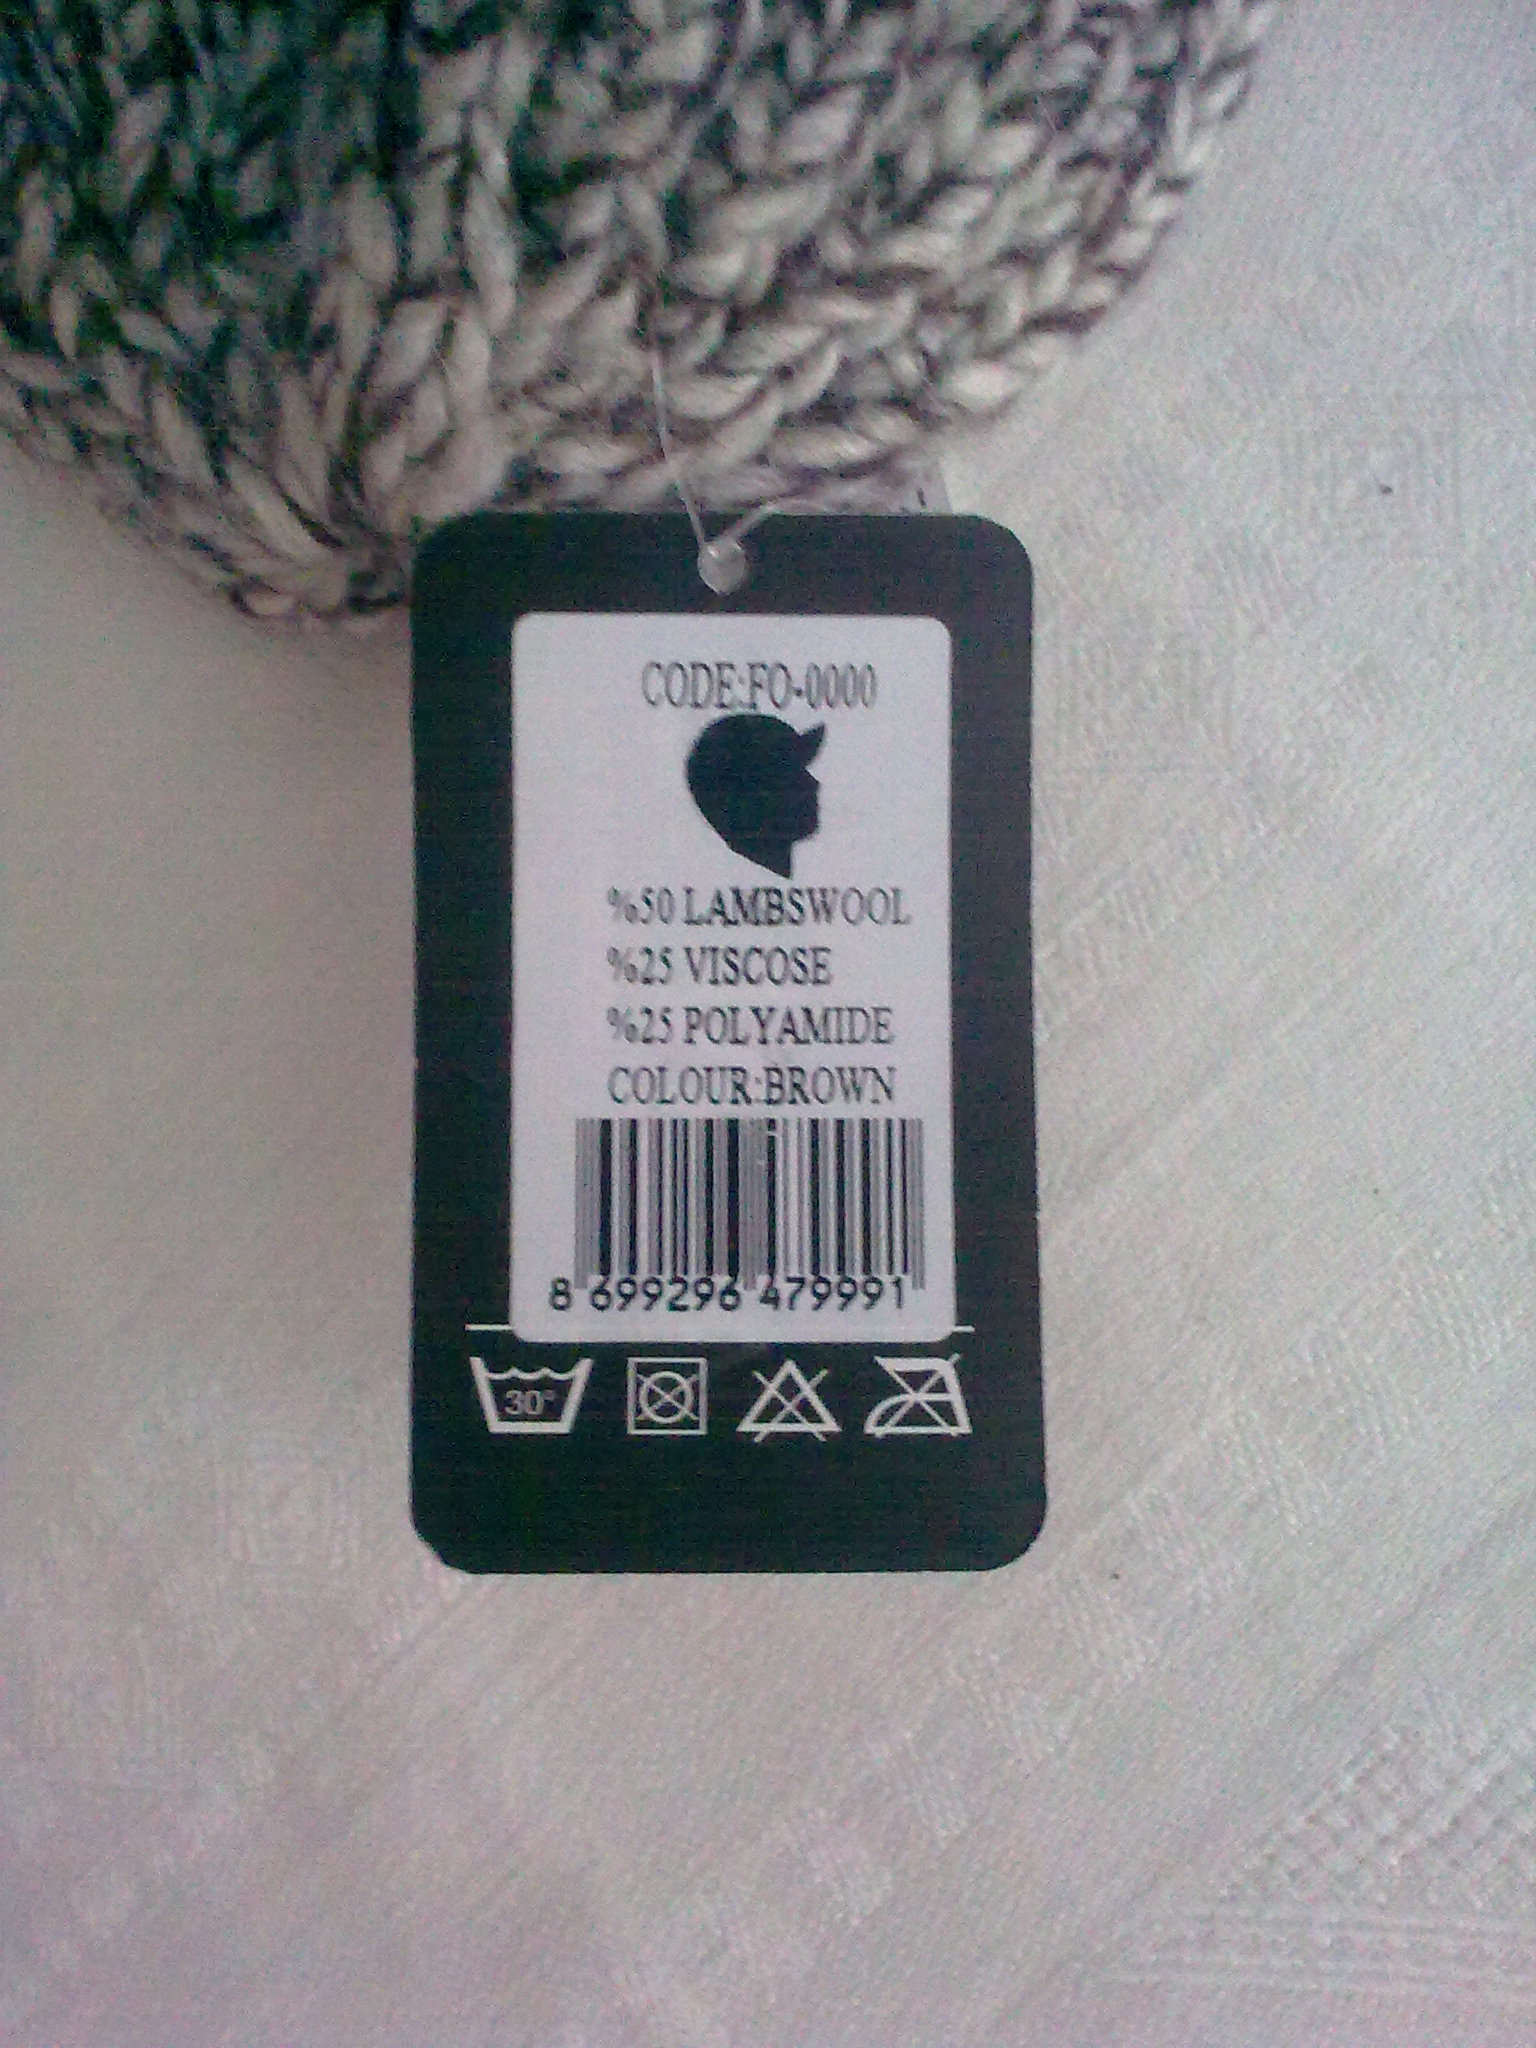 CODE:FO-0000
%50 LAMBSWOOL
%25 VISCOSE
%25 POLYAMIDE
COLOUR:BROWN
8 699296 479991
30°